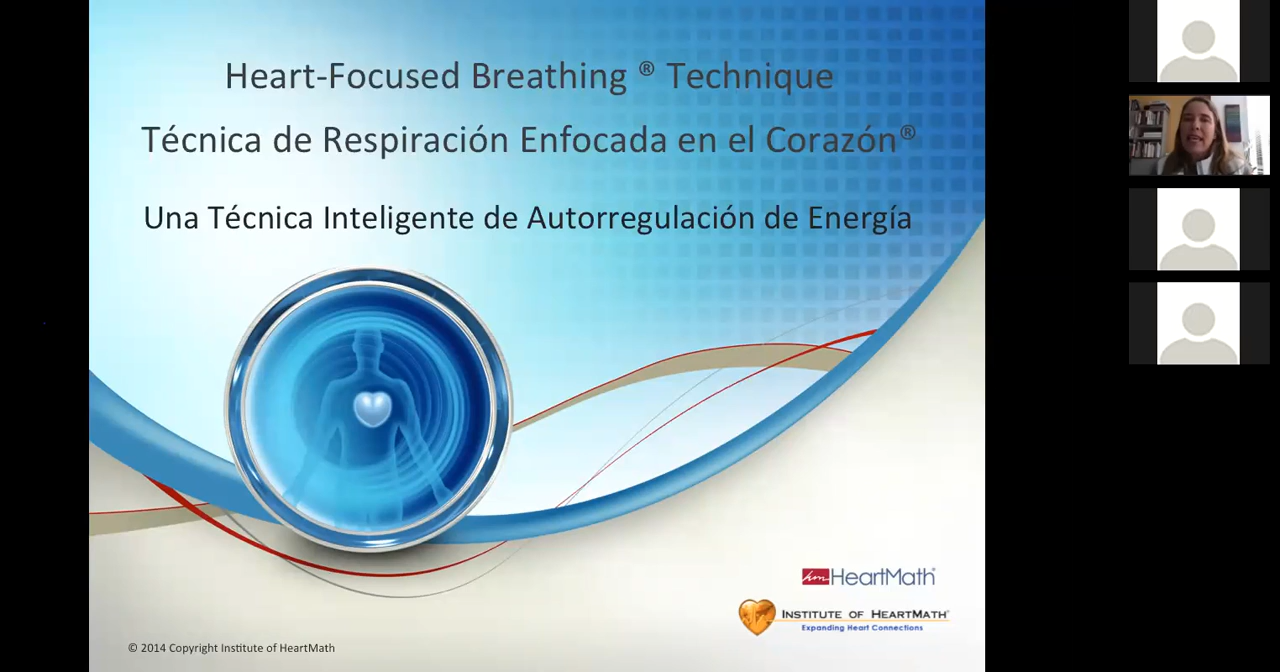 Heart-Focused Breathing ® Technique
Técnica de Respiración Enfocada en el Corazón®
Una Técnica Inteligente de Autorregulación de Energía
hm HeartMath®
INSTITUTE OF HEARTMATH®
Expanding Heart Connections
© 2014 Copyright Institute of HeartMath